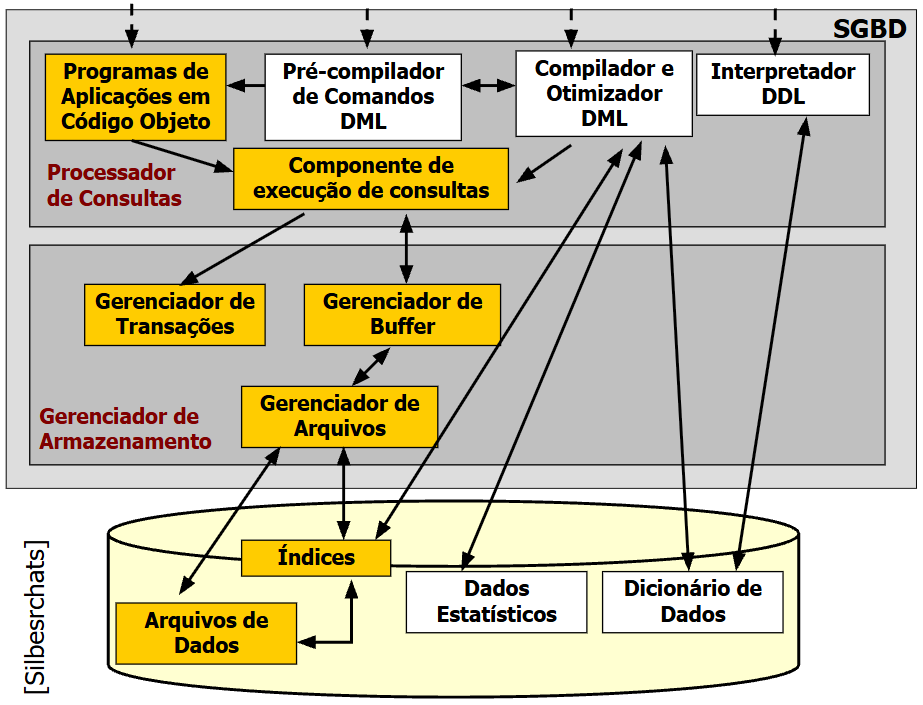 SGBD
Programas de
Aplicações em
Código Objeto
Pré-compilador
de Comandos
DML
Compilador e
Otimizador
DML
Interpretador
DDL
Processador
de Consultas
Componente de
execução de consultas
Gerenciador de
Transações
Gerenciador de
Buffer
Gerenciador de
Arquivos
Gerenciador de
Armazenamento
Índices
Arquivos de
Dados
Dados
Estatísticos
Dicionário de
Dados
[Silbesrchats]